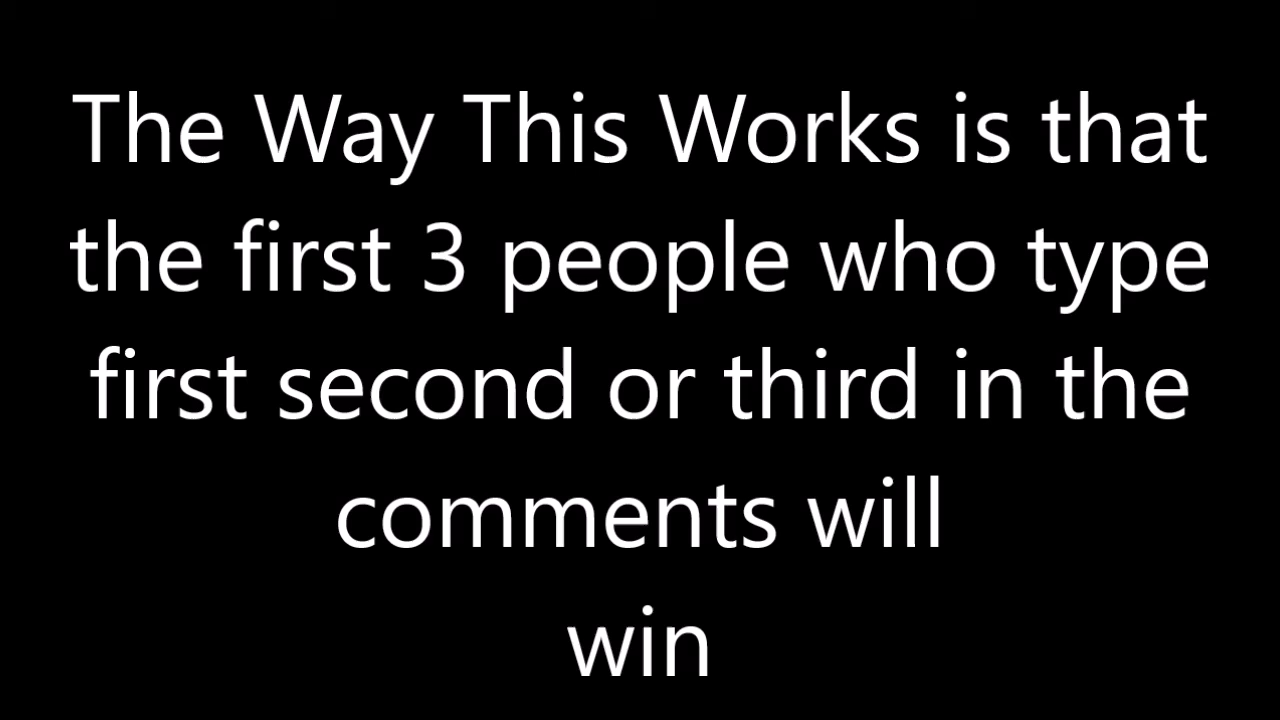 The Way This Works is that
the first 3 people who type
first second or third in the
comments will
win